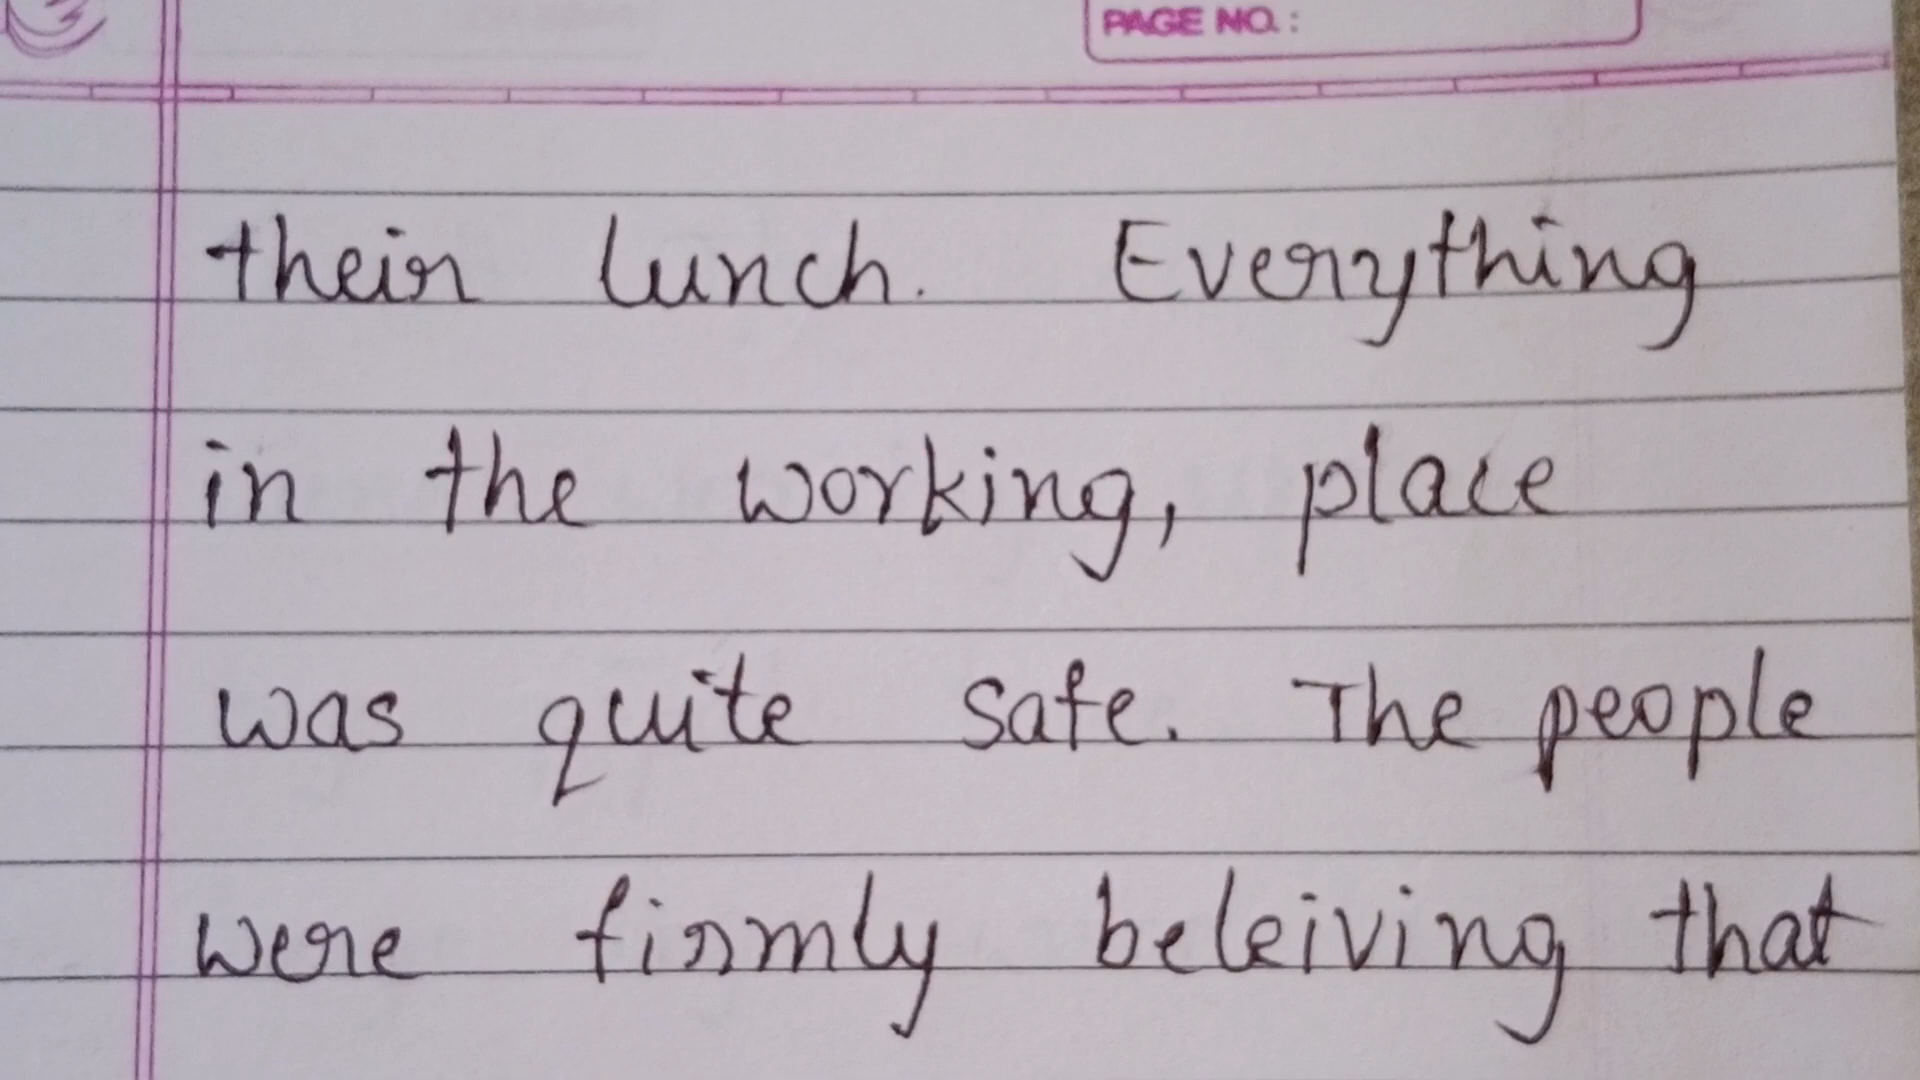 PAGE NO.:
their lunch. Everything
in the working, place
was quite safe. The people
were firmly beleiving that